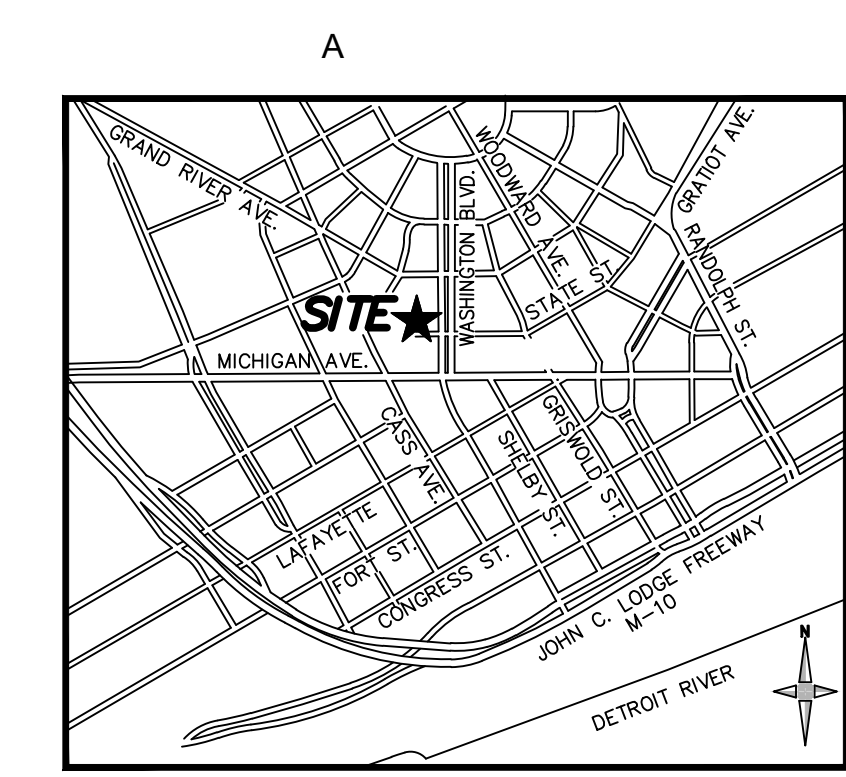 A
GRAND RIVER AVE.
WOODWARD AVE.
GRATIOT AVE.
WASHINGTON BLVD.
RANDOLPH ST.
STATE ST.
SITE
MICHIGAN AVE.
CASS AVE.
SHELBY ST.
GRISWOLD ST.
LAFAYETTE
FORT ST.
CONGRESS ST.
JOHN C. LODGE FREEWAY
M-10
N
DETROIT RIVER